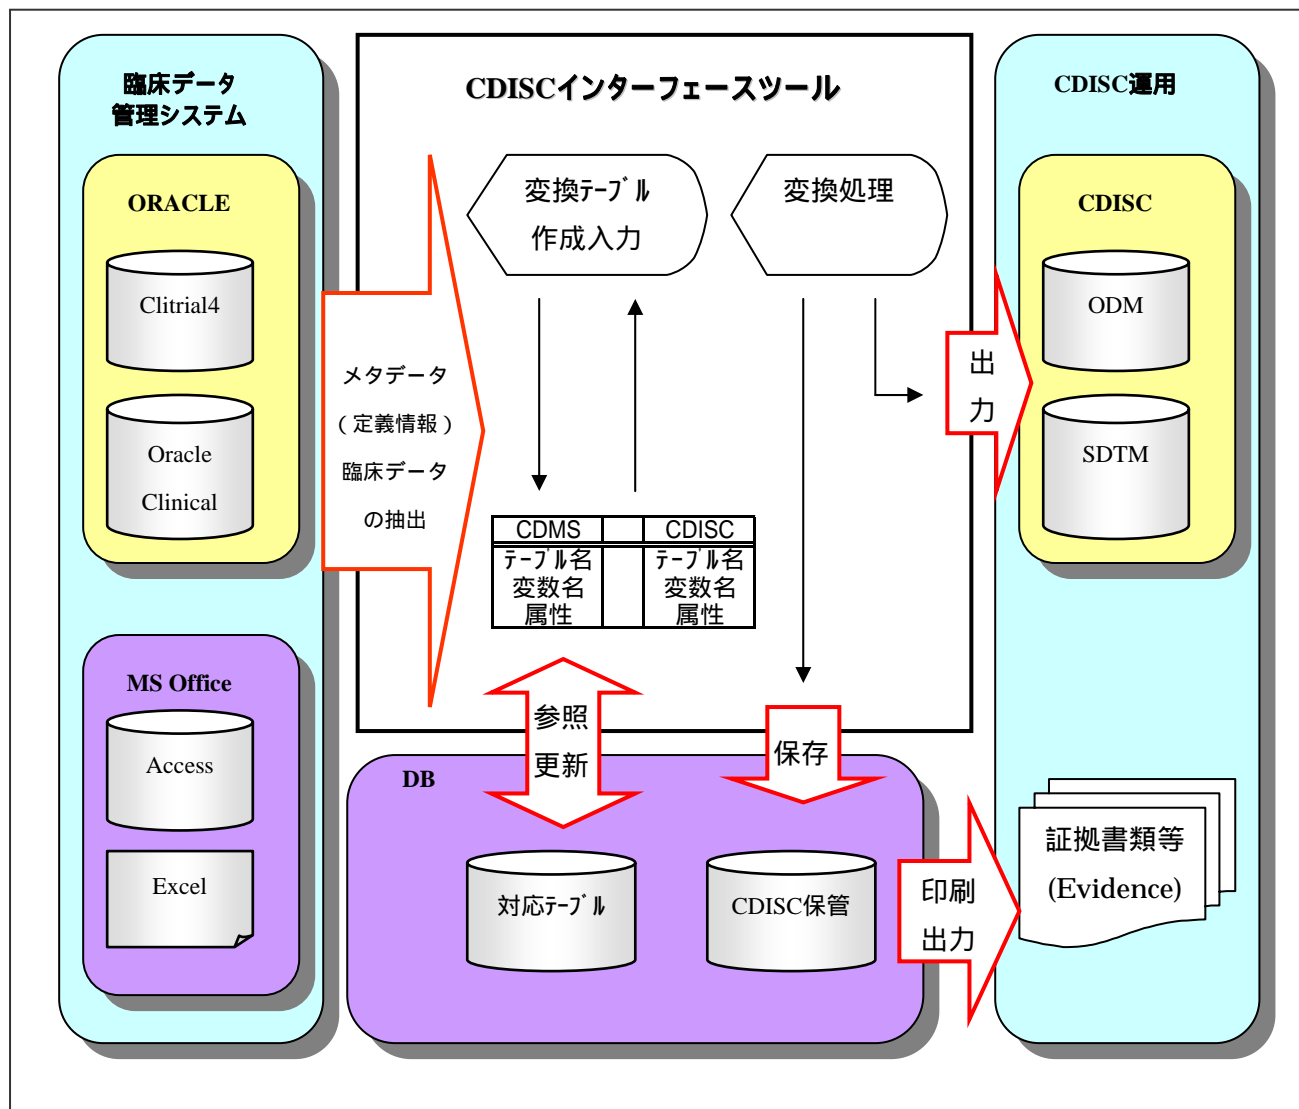 臨床データ
管理システム
ORACLE
Clitrial4
Oracle
Clinical
MS Office
Access
Excel
メタデータ
(定義情報)
臨床データ
の抽出
CDISCインターフェースツール
変換ﾃｰﾌﾞﾙ
作成入力
変換処理
CDMS CDISC
ﾃｰﾌﾞﾙ名 ﾃｰﾌﾞﾙ名
変数名 変数名
属性 属性
参照
更新
保存
DB
対応ﾃｰﾌﾞﾙ
CDISC保管
出
力
印刷
出力
CDISC運用
CDISC
ODM
SDTM
証拠書類等
(Evidence)